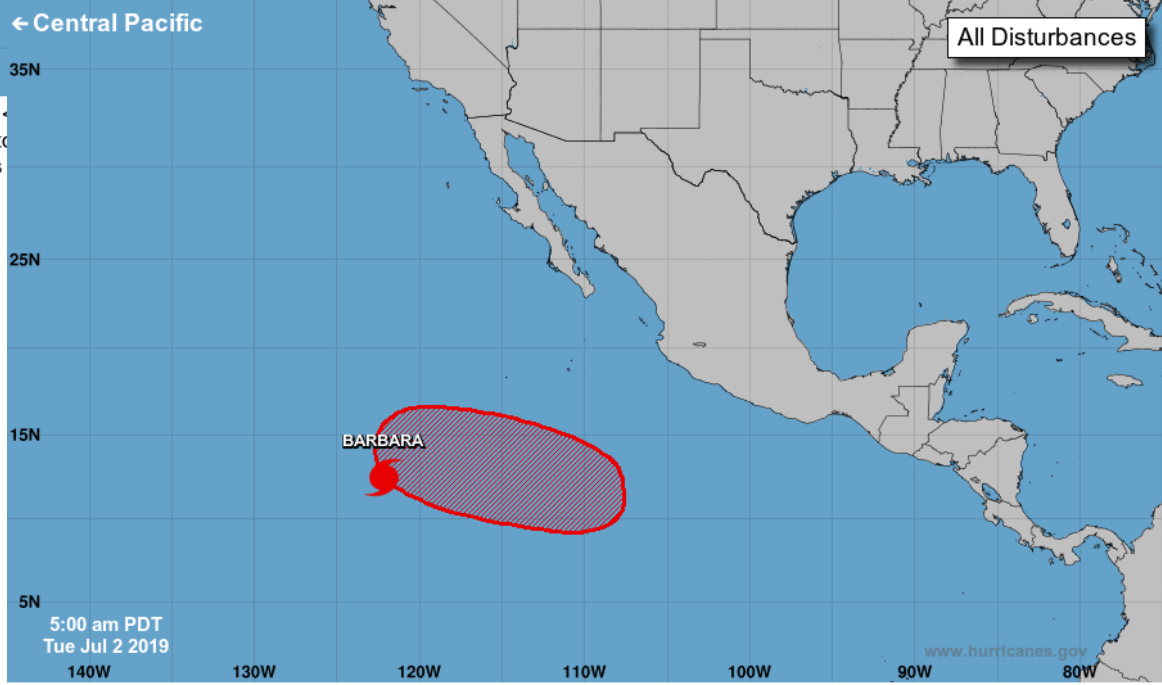 ← Central Pacific
All Disturbances
35N
25N
BARBARA
15N
5N
5:00 am PDT
Tue Jul 2 2019
www.hurricanes.gov
140W 130W 120W 110W 100W 90W 80W